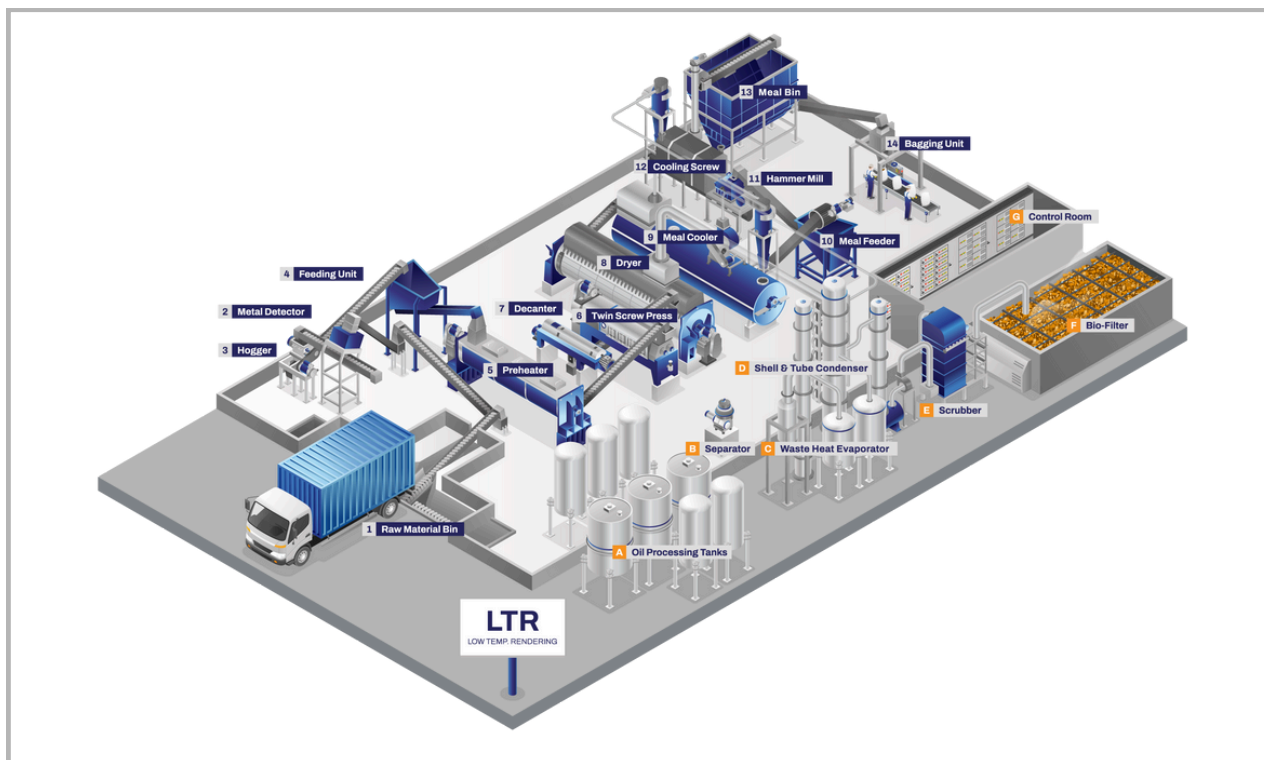 13 Meal Bin
14 Bagging Unit
12 Cooling Screw
11 Hammer Mill
G Control Room
9 Meal Cooler
10 Meal Feeder
8 Dryer
4 Feeding Unit
2 Metal Detector
7 Decanter
6 Twin Screw Press
F Bio-Filter
3 Hogger
5 Preheater
D Shell & Tube Condenser
E Scrubber
B Separator
C Waste Heat Evaporator
1 Raw Material Bin
A Oil Processing Tanks
LTR
LOW TEMP. RENDERING